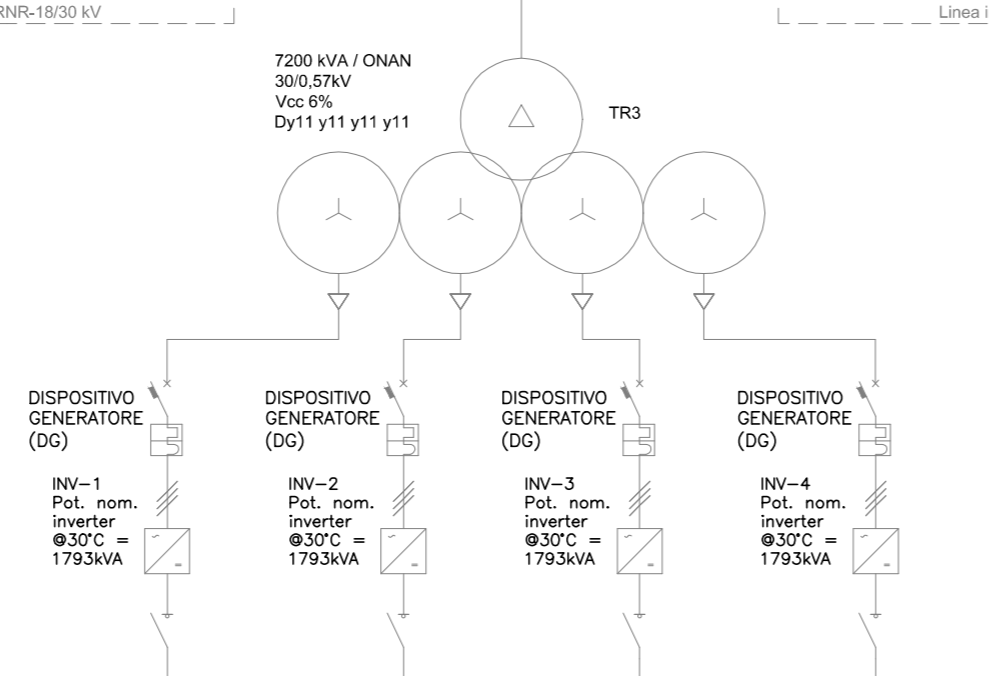 RNR-18/30 kV
Linea i
7200 kVA / ONAN
30/0,57kV
Vcc 6%
Dy11 y11 y11 y11
TR3
DISPOSITIVO
GENERATORE
(DG)
INV-1
Pot. nom.
inverter
@30°C =
1793kVA
DISPOSITIVO
GENERATORE
(DG)
INV-2
Pot. nom.
inverter
@30°C =
1793kVA
DISPOSITIVO
GENERATORE
(DG)
INV-3
Pot. nom.
inverter
@30°C =
1793kVA
DISPOSITIVO
GENERATORE
(DG)
INV-4
Pot. nom.
inverter
@30°C =
1793kVA